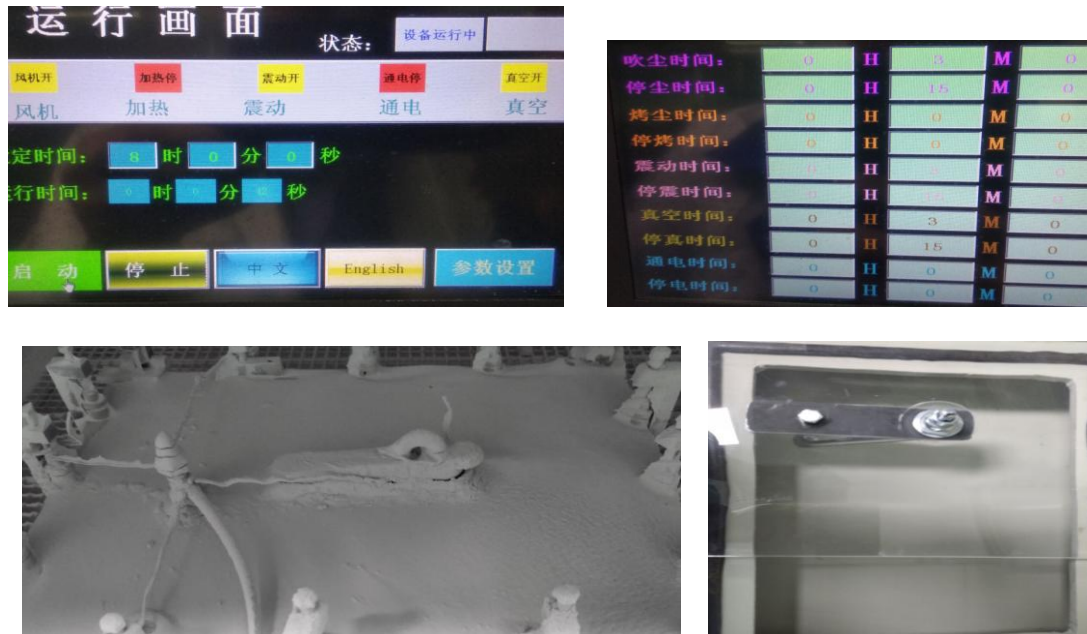 运行画面
状态： 设备运行中
风机开 加热停 震动开 通电停 真空开
风机 加热 震动 通电 真空
定时间： 8 时 0 分 0 秒
行时间： 时 分 秒
启动 停止 中文 English 参数设置
吹尘时间： 0 H 3 M 0
停尘时间： 0 H 15 M 0
烤尘时间： 0 H 0 M 0
停烤时间： 0 H 0 M 0
震动时间： 0 H M
停震时间： H 15 M
真空时间： 0 H 3 M 0
停真时间： 0 H 15 M 0
通电时间： 0 H 0 M 0
停电时间： 0 H 0 M 0